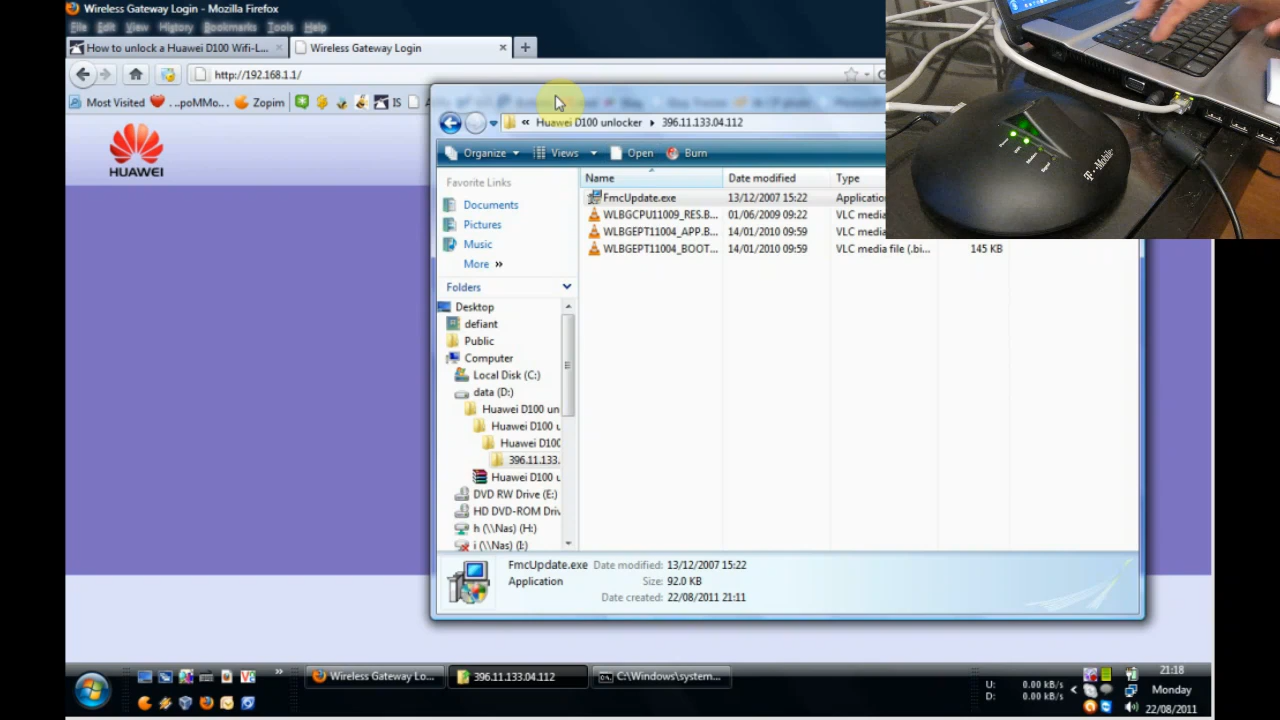 Wireless Gateway Login - Mozilla Firefox
File Edit View History Bookmarks Tools Help
How to unlock a Huawei D100 Wifi-L...
Wireless Gateway Login
http://192.168.1.1/
Most Visited
...poMMo...
Zopim
IS
HUAWEI
Huawei D100 unlocker
396.11.133.04.112
Organize
Views
Open
Burn
Favorite Links
Documents
Pictures
Music
More »
Folders
Desktop
defiant
Public
Computer
Local Disk (C:)
data (D:)
Huawei D100 un
Huawei D100 u
Huawei D100
396.11.133.
Huawei D100 u
DVD RW Drive (E:)
HD DVD-ROM Driv
h (\\Nas) (H:)
i (\\Nas) (I:)
Name Date modified Type
FmcUpdate.exe 13/12/2007 15:22 Applicatio
WLBGCPU11009_RES.B... 01/06/2009 09:22 VLC media
WLBGEPT11004_APP.B... 14/01/2010 09:59 VLC media
WLBGEPT11004_BOOT... 14/01/2010 09:59 VLC media file (.bi... 145 KB
FmcUpdate.exe Date modified: 13/12/2007 15:22
Application Size: 92.0 KB
Date created: 22/08/2011 21:11
T-Mobile
Wireless Gateway Lo...
396.11.133.04.112
C:\Windows\system...
U: 0.00 kB/s
D: 0.00 kB/s
21:18
Monday
22/08/2011